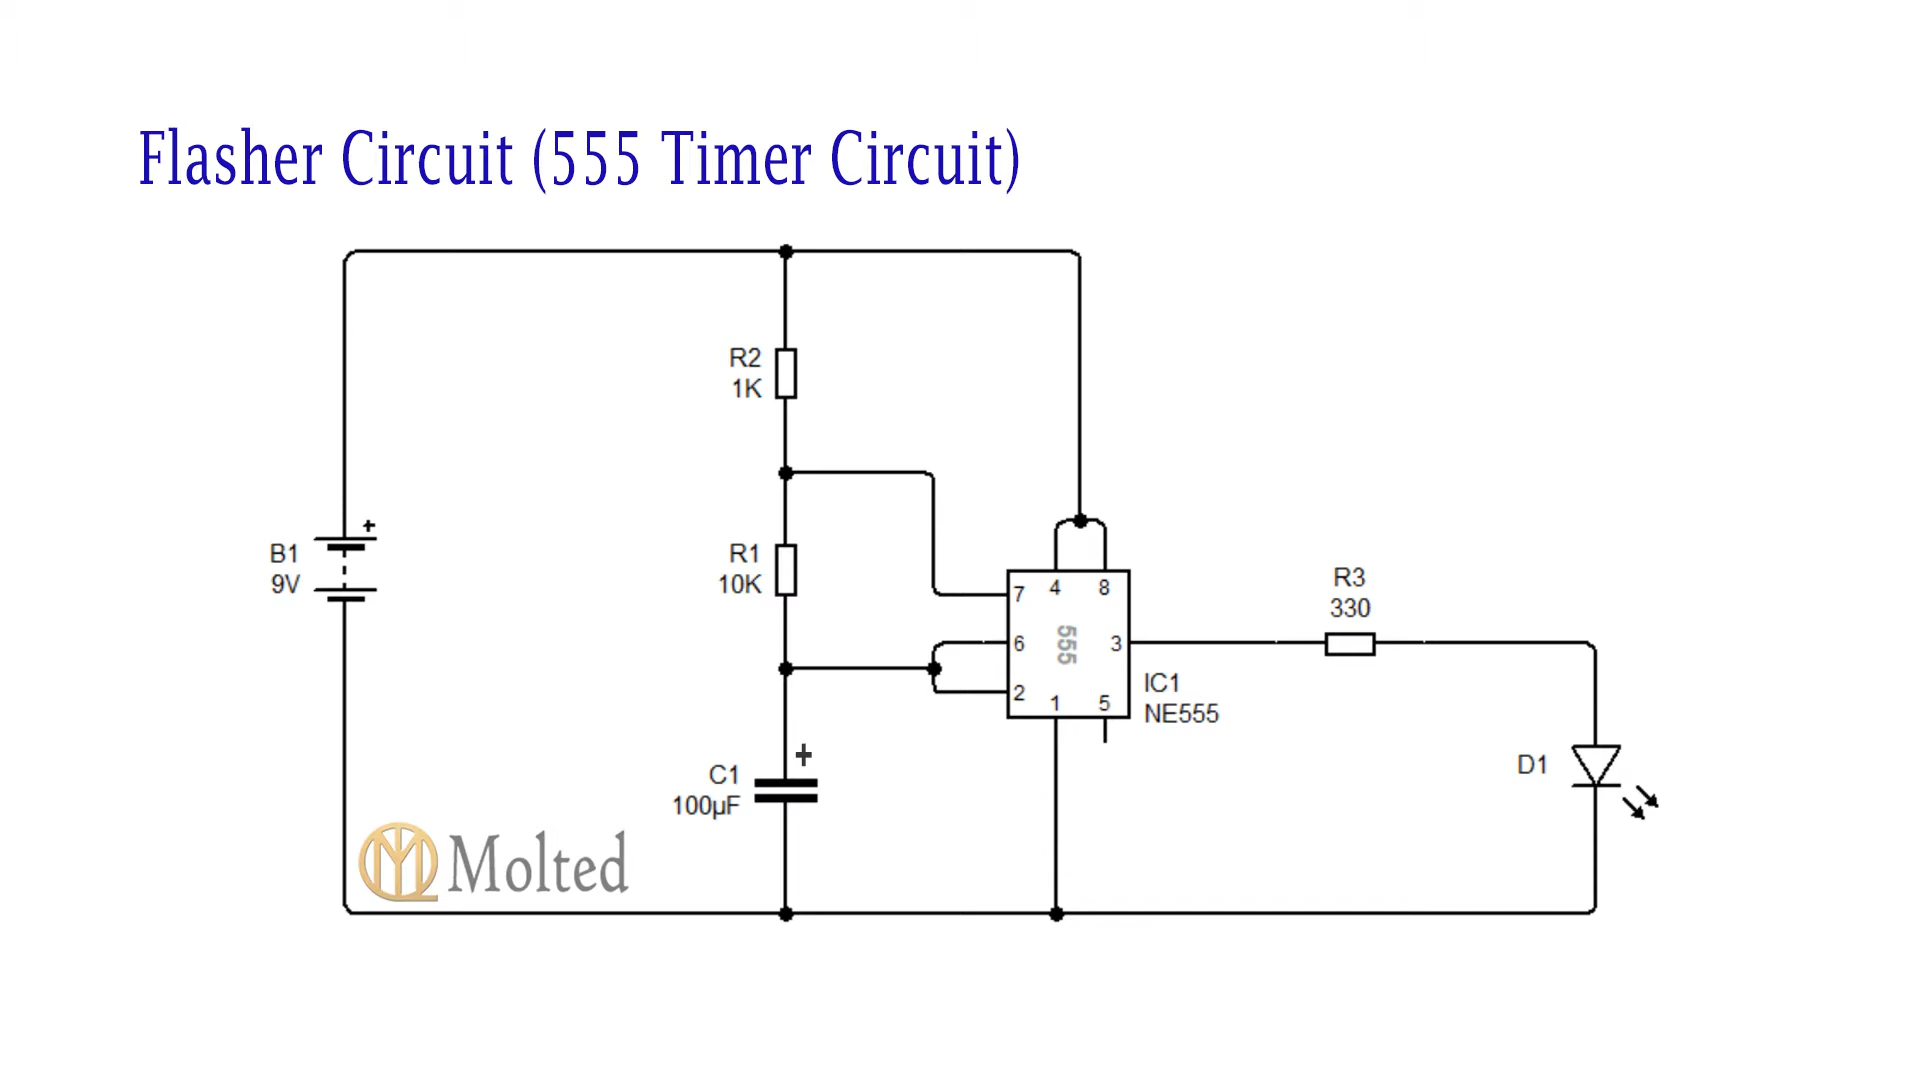 Flasher Circuit (555 Timer Circuit)
R2
1K
+
B1
9V
R1
10K
7
4
8
6
555
3
2
1
5
IC1
NE555
R3
330
D1
+
C1
100µF
Molted